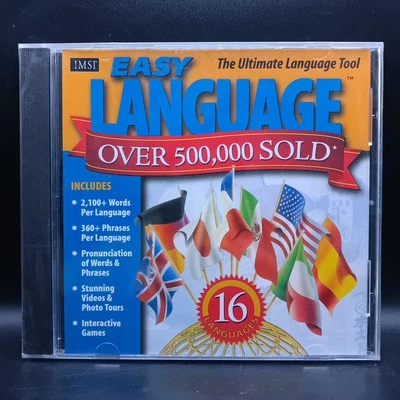 IMSI
EASY
The Ultimate Language Tool
LANGUAGE™
OVER 500,000 SOLD*
INCLUDES
• 2,100+ Words
Per Language
• 360+ Phrases
Per Language
• Pronunciation
of Words &
Phrases
• Stunning
Videos &
Photo Tours
• Interactive
Games
16
LANGUAGES